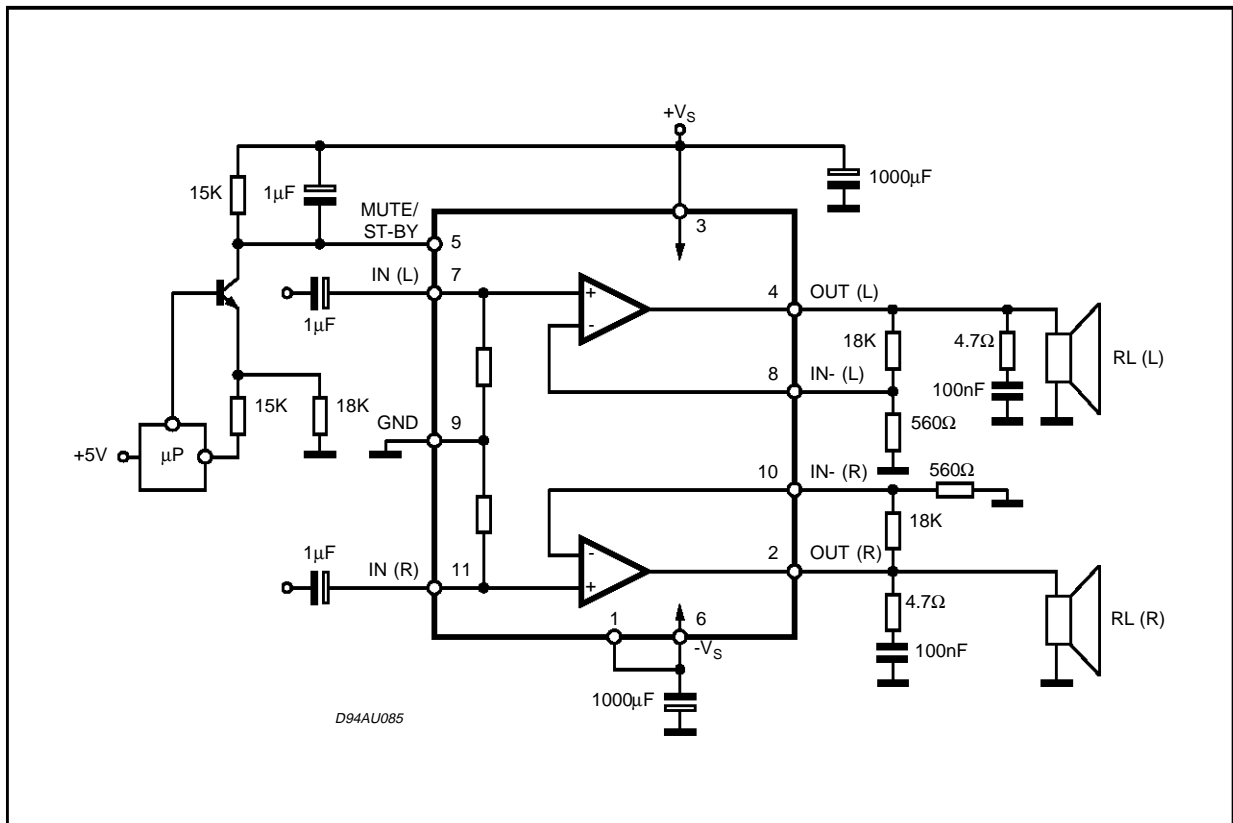 +VS
15K
1µF
1000µF
MUTE/
ST-BY
5
3
IN (L)
7
1µF
+
-
4
OUT (L)
18K
4.7Ω
RL (L)
8
IN- (L)
100nF
15K
18K
GND
9
560Ω
+5V
µP
10
IN- (R)
560Ω
18K
1µF
IN (R)
11
-
+
2
OUT (R)
4.7Ω
RL (R)
1
6
-VS
100nF
1000µF
D94AU085